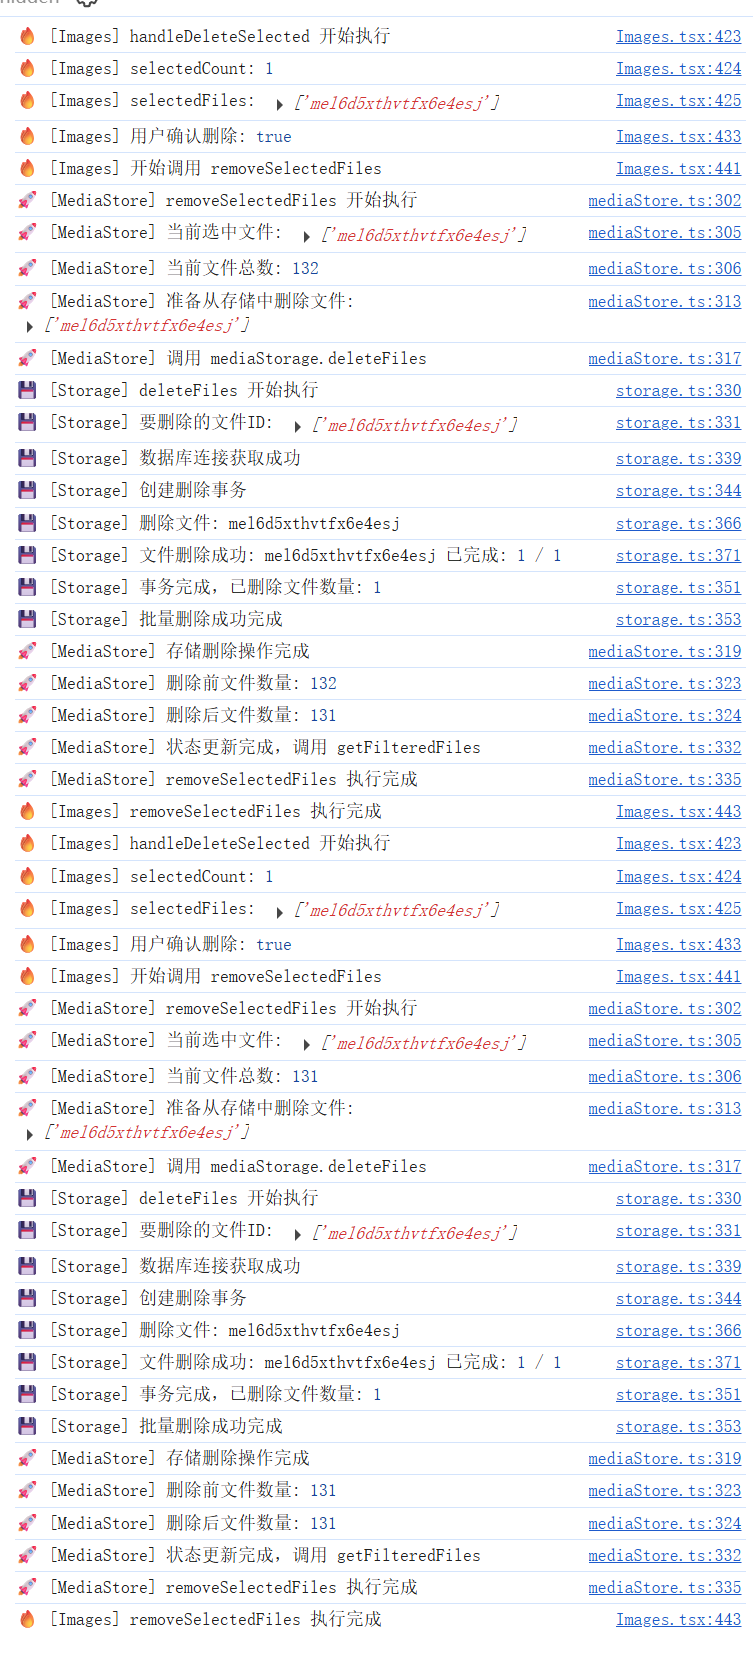 hidden
🔥 [Images] handleDeleteSelected 开始执行 Images.tsx:423
🔥 [Images] selectedCount: 1 Images.tsx:424
🔥 [Images] selectedFiles: ▶ ['mel6d5xthvtfx6e4esj'] Images.tsx:425
🔥 [Images] 用户确认删除: true Images.tsx:433
🔥 [Images] 开始调用 removeSelectedFiles Images.tsx:441
🚀 [MediaStore] removeSelectedFiles 开始执行 mediaStore.ts:302
🚀 [MediaStore] 当前选中文件: ▶ ['mel6d5xthvtfx6e4esj'] mediaStore.ts:305
🚀 [MediaStore] 当前文件总数: 132 mediaStore.ts:306
🚀 [MediaStore] 准备从存储中删除文件: mediaStore.ts:313
▶ ['mel6d5xthvtfx6e4esj']
🚀 [MediaStore] 调用 mediaStorage.deleteFiles mediaStore.ts:317
💾 [Storage] deleteFiles 开始执行 storage.ts:330
💾 [Storage] 要删除的文件ID: ▶ ['mel6d5xthvtfx6e4esj'] storage.ts:331
💾 [Storage] 数据库连接获取成功 storage.ts:339
💾 [Storage] 创建删除事务 storage.ts:344
💾 [Storage] 删除文件: mel6d5xthvtfx6e4esj storage.ts:366
💾 [Storage] 文件删除成功: mel6d5xthvtfx6e4esj 已完成: 1 / 1 storage.ts:371
💾 [Storage] 事务完成，已删除文件数量: 1 storage.ts:351
💾 [Storage] 批量删除成功完成 storage.ts:353
🚀 [MediaStore] 存储删除操作完成 mediaStore.ts:319
🚀 [MediaStore] 删除前文件数量: 132 mediaStore.ts:323
🚀 [MediaStore] 删除后文件数量: 131 mediaStore.ts:324
🚀 [MediaStore] 状态更新完成，调用 getFilteredFiles mediaStore.ts:332
🚀 [MediaStore] removeSelectedFiles 执行完成 mediaStore.ts:335
🔥 [Images] removeSelectedFiles 执行完成 Images.tsx:443
🔥 [Images] handleDeleteSelected 开始执行 Images.tsx:423
🔥 [Images] selectedCount: 1 Images.tsx:424
🔥 [Images] selectedFiles: ▶ ['mel6d5xthvtfx6e4esj'] Images.tsx:425
🔥 [Images] 用户确认删除: true Images.tsx:433
🔥 [Images] 开始调用 removeSelectedFiles Images.tsx:441
🚀 [MediaStore] removeSelectedFiles 开始执行 mediaStore.ts:302
🚀 [MediaStore] 当前选中文件: ▶ ['mel6d5xthvtfx6e4esj'] mediaStore.ts:305
🚀 [MediaStore] 当前文件总数: 131 mediaStore.ts:306
🚀 [MediaStore] 准备从存储中删除文件: mediaStore.ts:313
▶ ['mel6d5xthvtfx6e4esj']
🚀 [MediaStore] 调用 mediaStorage.deleteFiles mediaStore.ts:317
💾 [Storage] deleteFiles 开始执行 storage.ts:330
💾 [Storage] 要删除的文件ID: ▶ ['mel6d5xthvtfx6e4esj'] storage.ts:331
💾 [Storage] 数据库连接获取成功 storage.ts:339
💾 [Storage] 创建删除事务 storage.ts:344
💾 [Storage] 删除文件: mel6d5xthvtfx6e4esj storage.ts:366
💾 [Storage] 文件删除成功: mel6d5xthvtfx6e4esj 已完成: 1 / 1 storage.ts:371
💾 [Storage] 事务完成，已删除文件数量: 1 storage.ts:351
💾 [Storage] 批量删除成功完成 storage.ts:353
🚀 [MediaStore] 存储删除操作完成 mediaStore.ts:319
🚀 [MediaStore] 删除前文件数量: 131 mediaStore.ts:323
🚀 [MediaStore] 删除后文件数量: 131 mediaStore.ts:324
🚀 [MediaStore] 状态更新完成，调用 getFilteredFiles mediaStore.ts:332
🚀 [MediaStore] removeSelectedFiles 执行完成 mediaStore.ts:335
🔥 [Images] removeSelectedFiles 执行完成 Images.tsx:443